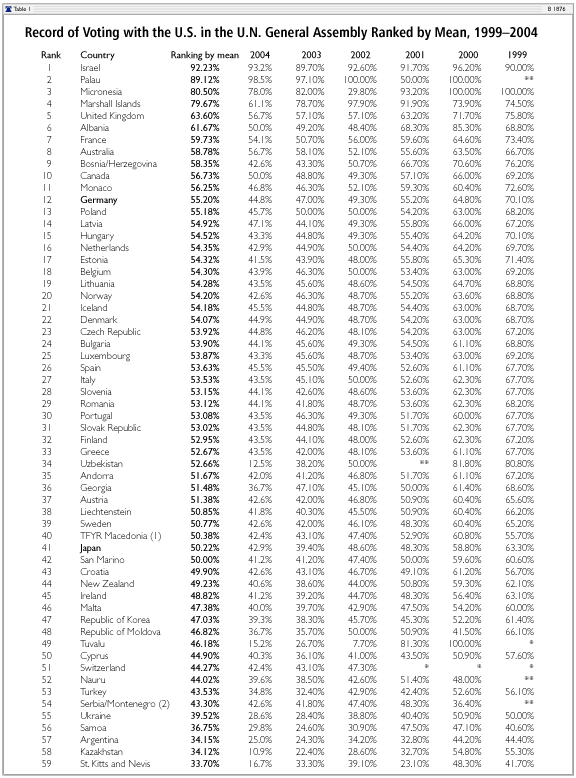 Table 1 B 1876
Record of Voting with the U.S. in the U.N. General Assembly Ranked by Mean, 1999–2004
Rank Country Ranking by mean 2004 2003 2002 2001 2000 1999
1 Israel 92.23% 93.2% 89.70% 92.60% 91.70% 96.20% 90.00%
2 Palau 89.12% 98.5% 97.10% 100.00% 50.00% 100.00% **
3 Micronesia 80.50% 78.0% 82.00% 29.80% 93.20% 100.00% 100.00%
4 Marshall Islands 79.67% 61.1% 78.70% 97.90% 91.90% 73.90% 74.50%
5 United Kingdom 63.60% 56.7% 57.10% 57.10% 63.20% 71.70% 75.80%
6 Albania 61.67% 50.0% 49.20% 48.40% 68.30% 85.30% 68.80%
7 France 59.73% 54.1% 50.70% 56.00% 59.60% 64.60% 73.40%
8 Australia 58.78% 56.7% 58.10% 52.10% 55.60% 63.50% 66.70%
9 Bosnia/Herzegovina 58.35% 42.6% 43.30% 50.70% 66.70% 70.60% 76.20%
10 Canada 56.73% 50.0% 48.80% 49.30% 57.10% 66.00% 69.20%
11 Monaco 56.25% 46.8% 46.30% 52.10% 59.30% 60.40% 72.60%
12 Germany 55.20% 44.8% 47.00% 49.30% 55.20% 64.80% 70.10%
13 Poland 55.18% 45.7% 50.00% 50.00% 54.20% 63.00% 68.20%
14 Latvia 54.92% 47.1% 44.10% 49.30% 55.80% 66.00% 67.20%
15 Hungary 54.52% 43.3% 44.80% 49.30% 55.40% 64.20% 70.10%
16 Netherlands 54.35% 42.9% 44.90% 50.00% 54.40% 64.20% 69.70%
17 Estonia 54.32% 41.5% 43.90% 48.00% 55.80% 65.30% 71.40%
18 Belgium 54.30% 43.9% 46.30% 50.00% 53.40% 63.00% 69.20%
19 Lithuania 54.28% 43.5% 45.60% 48.60% 54.50% 64.70% 68.80%
20 Norway 54.20% 42.6% 46.30% 48.70% 55.20% 63.60% 68.80%
21 Iceland 54.18% 45.5% 44.80% 48.70% 54.40% 63.00% 68.70%
22 Denmark 54.07% 44.9% 44.90% 48.70% 54.20% 63.00% 68.70%
23 Czech Republic 53.92% 44.8% 46.20% 48.10% 54.20% 63.00% 67.20%
24 Bulgaria 53.90% 44.1% 45.60% 49.30% 54.50% 61.10% 68.80%
25 Luxembourg 53.87% 43.3% 45.60% 48.70% 53.40% 63.00% 69.20%
26 Spain 53.63% 45.5% 45.50% 49.40% 52.60% 61.10% 67.70%
27 Italy 53.53% 43.5% 45.10% 50.00% 52.60% 62.30% 67.70%
28 Slovenia 53.15% 44.1% 42.60% 48.60% 53.60% 62.30% 67.70%
29 Romania 53.12% 44.1% 41.80% 48.70% 53.60% 62.30% 68.20%
30 Portugal 53.08% 43.5% 46.30% 49.30% 51.70% 60.00% 67.70%
31 Slovak Republic 53.02% 43.5% 44.80% 48.10% 51.70% 62.30% 67.70%
32 Finland 52.95% 43.5% 44.10% 48.00% 52.60% 62.30% 67.20%
33 Greece 52.67% 43.5% 42.00% 48.10% 53.60% 61.10% 67.70%
34 Uzbekistan 52.66% 12.5% 38.20% 50.00% ** 81.80% 80.80%
35 Andorra 51.67% 42.0% 41.20% 46.80% 51.70% 61.10% 67.20%
36 Georgia 51.48% 36.7% 47.10% 45.10% 50.00% 61.40% 68.60%
37 Austria 51.38% 42.6% 42.00% 46.80% 50.90% 60.40% 65.60%
38 Liechtenstein 50.85% 41.8% 40.30% 45.50% 50.90% 60.40% 66.20%
39 Sweden 50.77% 42.6% 42.00% 46.10% 48.30% 60.40% 65.20%
40 TFYR Macedonia (1) 50.38% 42.4% 43.10% 47.40% 52.90% 60.80% 55.70%
41 Japan 50.22% 42.9% 39.40% 48.60% 48.30% 58.80% 63.30%
42 San Marino 50.00% 41.2% 41.20% 47.40% 50.00% 59.60% 60.60%
43 Croatia 49.90% 42.6% 43.10% 46.70% 49.10% 61.20% 56.70%
44 New Zealand 49.23% 40.6% 38.60% 44.00% 50.80% 59.30% 62.10%
45 Ireland 48.82% 41.2% 39.20% 44.70% 48.30% 56.40% 63.10%
46 Malta 47.38% 40.0% 39.70% 42.90% 47.50% 54.20% 60.00%
47 Republic of Korea 47.03% 39.3% 38.30% 45.70% 45.30% 52.20% 61.40%
48 Republic of Moldova 46.82% 36.7% 35.70% 50.00% 50.90% 41.50% 66.10%
49 Tuvalu 46.18% 15.2% 26.70% 7.70% 81.30% 100.00% *
50 Cyprus 44.90% 40.3% 36.10% 41.00% 43.50% 50.90% 57.60%
51 Switzerland 44.27% 42.4% 43.10% 47.30% * * *
52 Nauru 44.02% 39.6% 38.50% 42.60% 51.40% 48.00% **
53 Turkey 43.53% 34.8% 32.40% 42.90% 42.40% 52.60% 56.10%
54 Serbia/Montenegro (2) 43.30% 42.6% 41.80% 47.40% 48.30% 36.40% **
55 Ukraine 39.52% 28.6% 28.40% 38.80% 40.40% 50.90% 50.00%
56 Samoa 36.75% 29.8% 24.60% 30.90% 47.50% 47.10% 40.60%
57 Argentina 34.15% 25.0% 24.30% 34.20% 32.80% 44.20% 44.40%
58 Kazakhstan 34.12% 10.9% 22.40% 28.60% 32.70% 54.80% 55.30%
59 St. Kitts and Nevis 33.70% 16.7% 33.30% 39.10% 23.10% 48.30% 41.70%